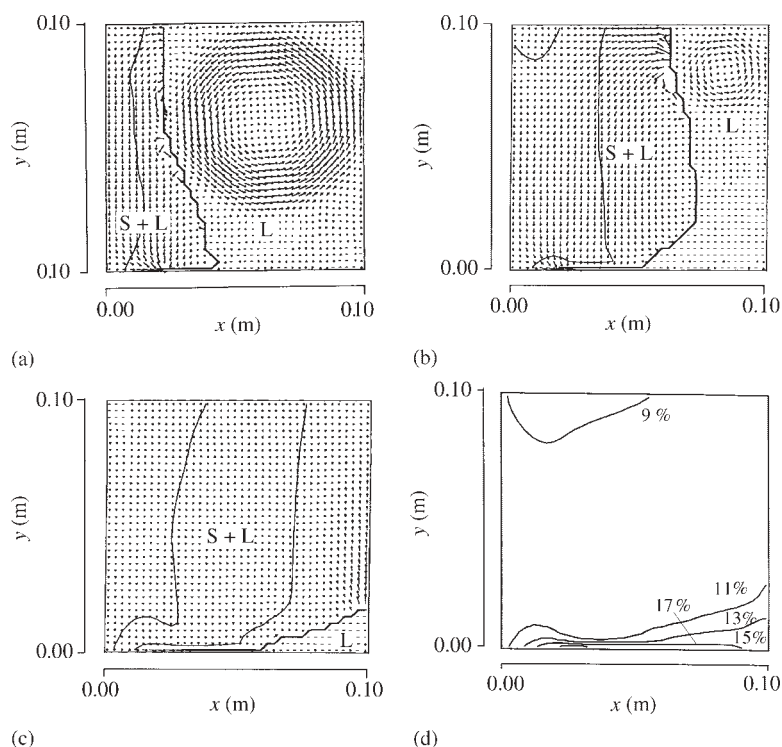 0.10
y (m)
S + L
L
0.10
0.00
0.10
x (m)
(a)
0.10
y (m)
S + L
L
0.00
0.00
0.10
x (m)
(b)
0.10
y (m)
S + L
L
0.00
0.00
0.10
x (m)
(c)
0.10
9 %
y (m)
11%
17%
13%
15%
0.00
0.00
0.10
x (m)
(d)